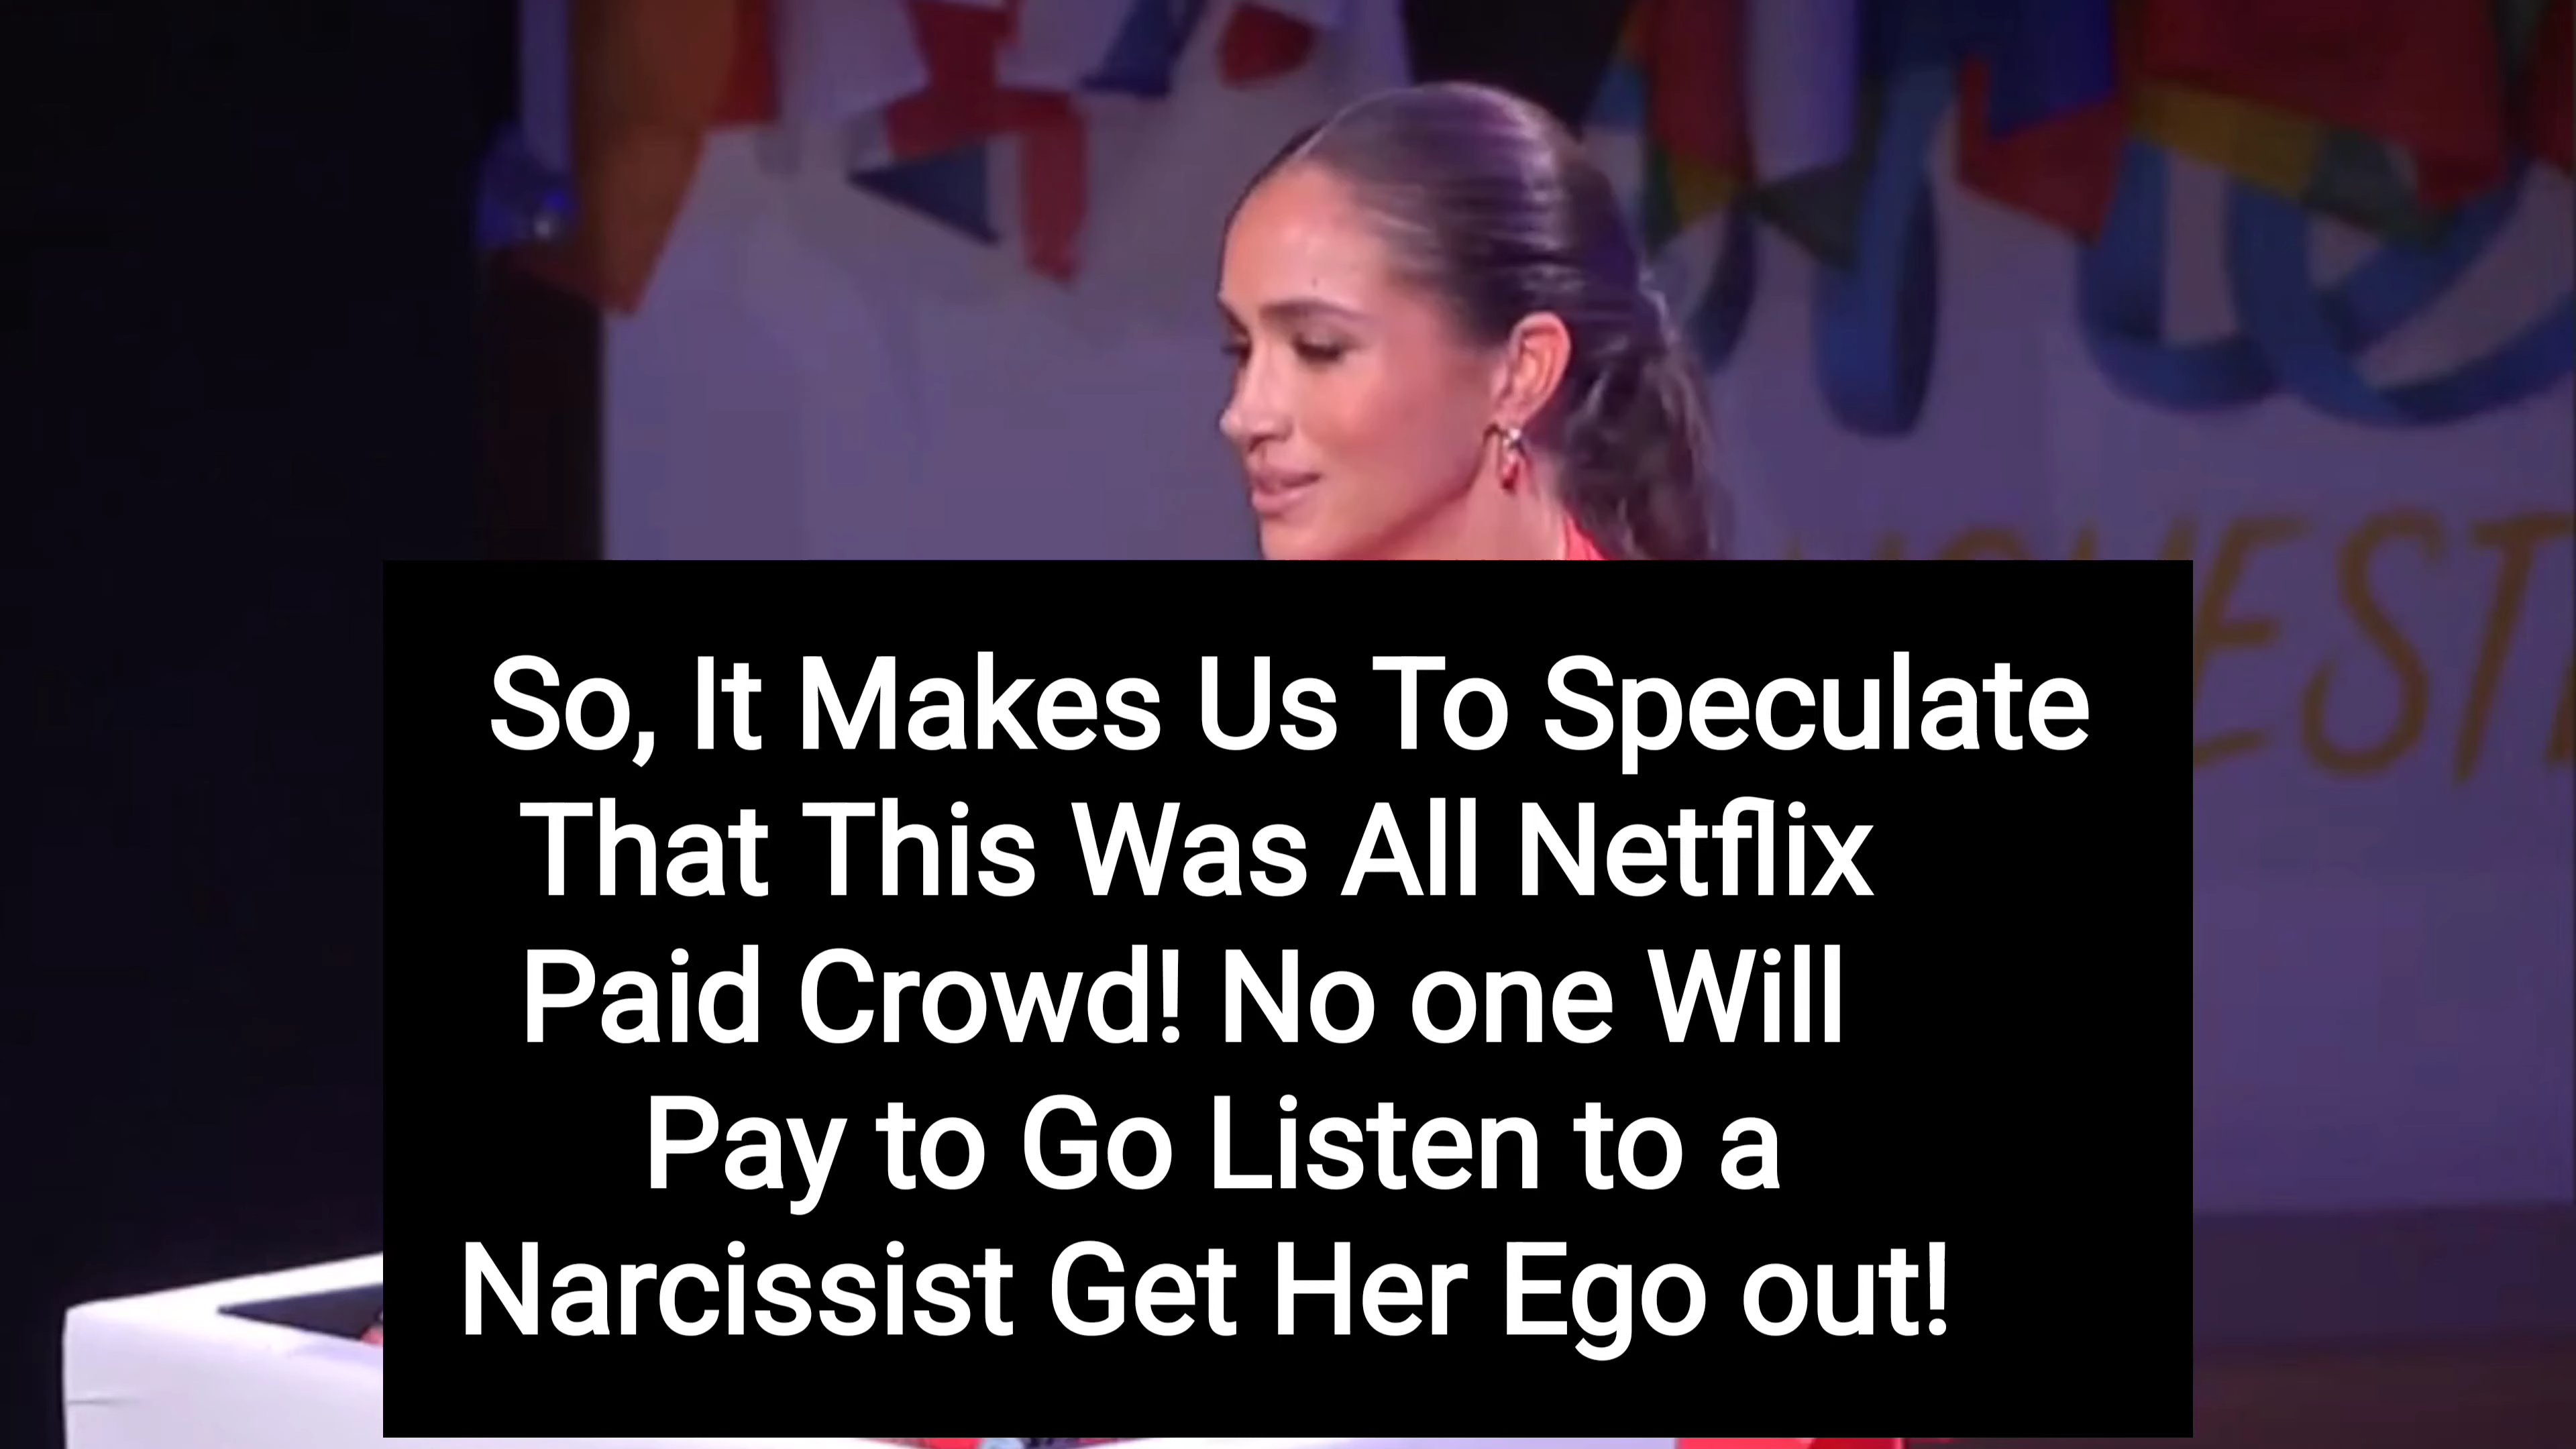 So, It Makes Us To Speculate
That This Was All Netflix
Paid Crowd! No one Will
Pay to Go Listen to a
Narcissist Get Her Ego out!